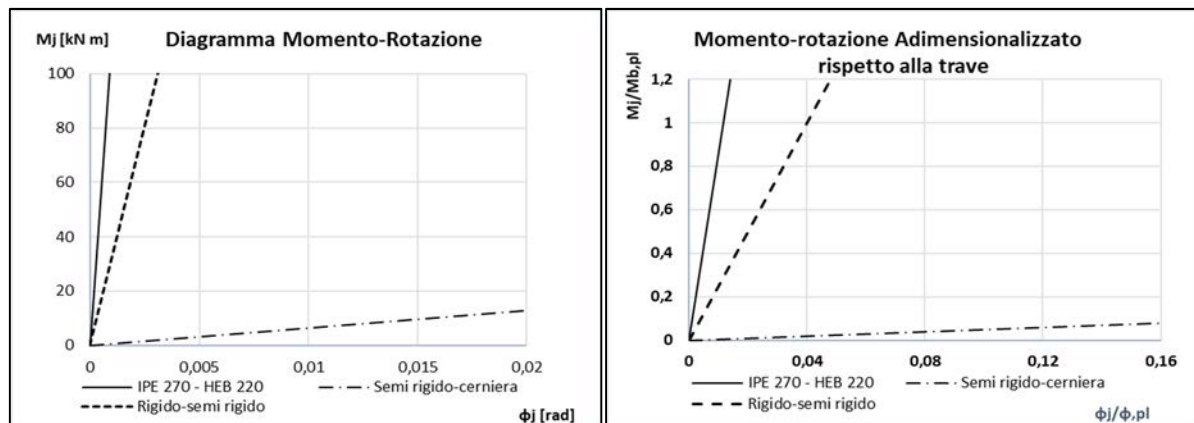 Mj [kN m]
Diagramma Momento-Rotazione
100
80
60
40
20
0
0
0,005
0,01
0,015
0,02
IPE 270 - HEB 220
Semi rigido-cerniera
Rigido-semi rigido
ϕj [rad]
Momento-rotazione Adimensionalizzato
rispetto alla trave
Mj/Mb,pl
1,2
1
0,8
0,6
0,4
0,2
0
0
0,04
0,08
0,12
0,16
IPE 270 - HEB 220
Semi rigido-cerniera
Rigido-semi rigido
ϕj/ϕ,pl